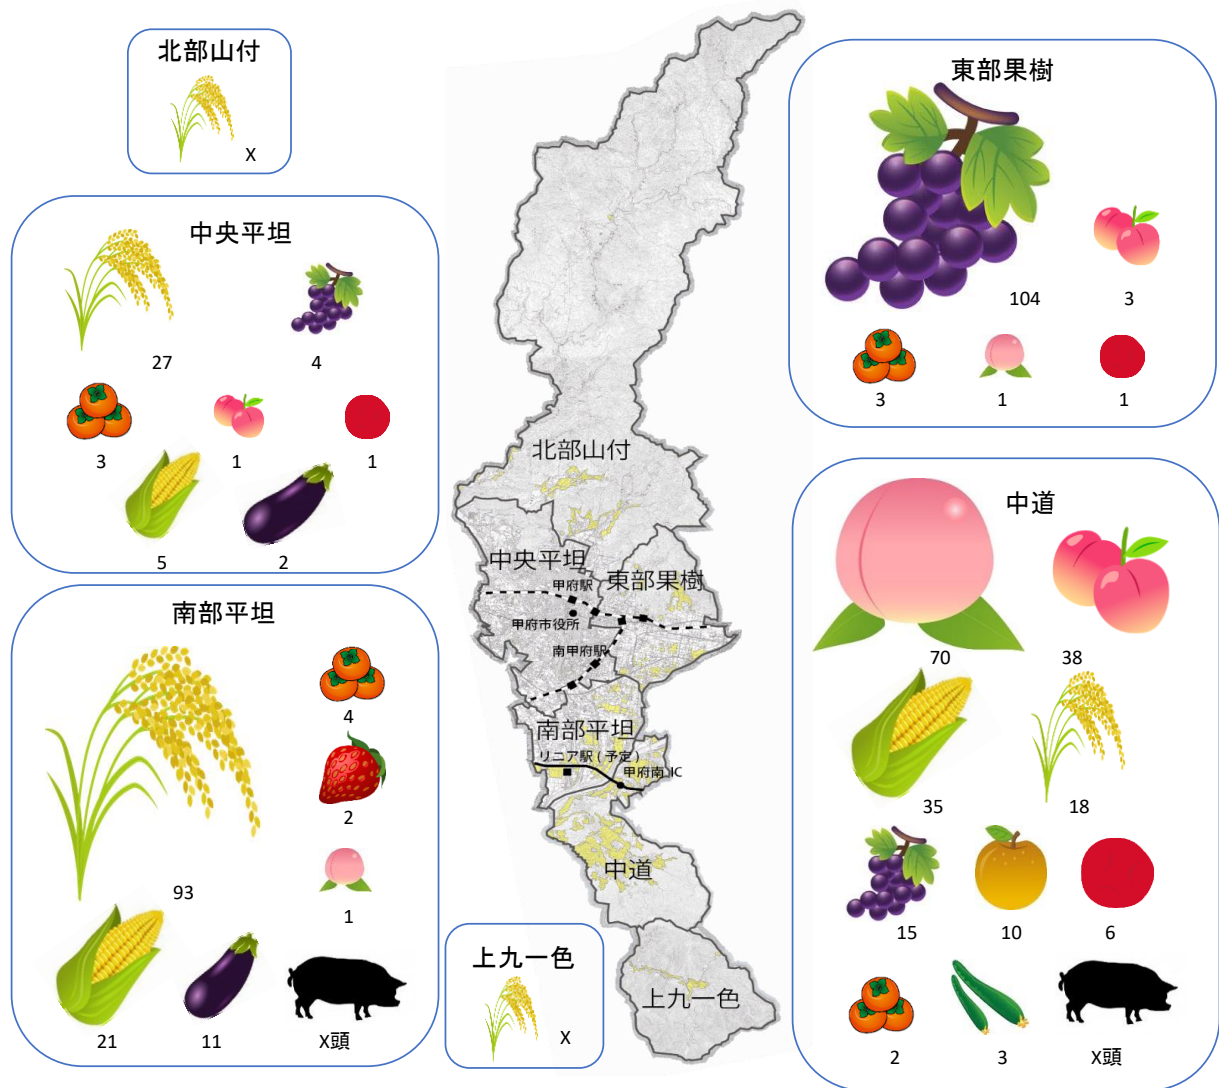 北部山付
X
中央平坦
27
4
3
1
1
5
2
南部平坦
93
4
2
1
21
11
X頭
北部山付
中央平坦
東部果樹
甲府駅
甲府市役所
南甲府駅
南部平坦
リニア駅(予定)
甲府南IC
中道
上九一色
上九一色
X
東部果樹
104
3
3
1
1
中道
70
38
35
18
15
10
6
2
3
X頭